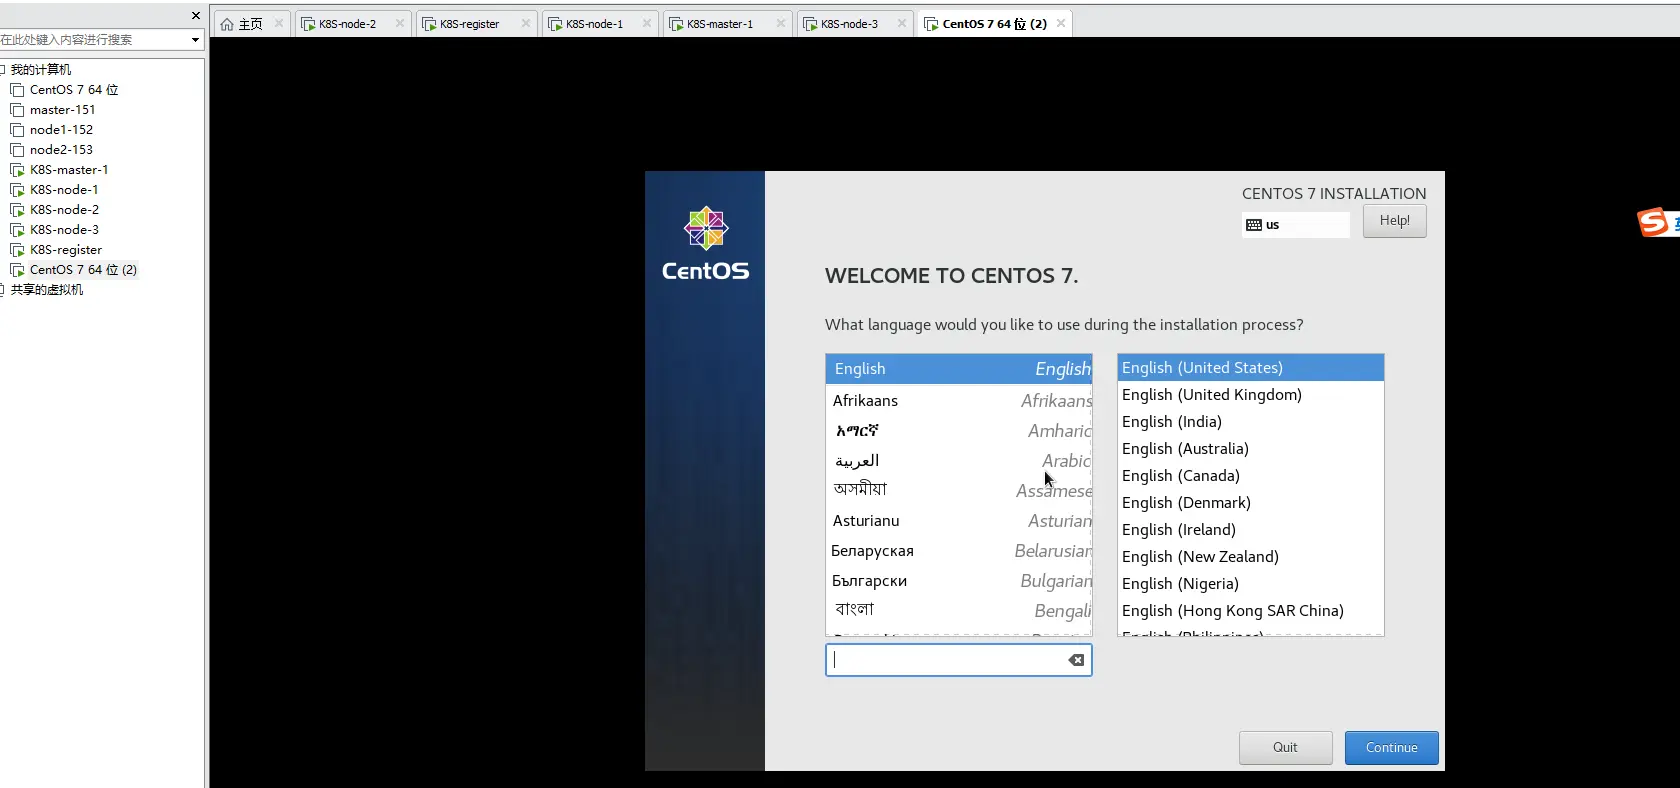 主页
K8S-node-2
K8S-register
K8S-node-1
K8S-master-1
K8S-node-3
CentOS 7 64 位 (2)
在此处键入内容进行搜索
我的计算机
CentOS 7 64 位
master-151
node1-152
node2-153
K8S-master-1
K8S-node-1
K8S-node-2
K8S-node-3
K8S-register
CentOS 7 64 位 (2)
共享的虚拟机
CentOS
CENTOS 7 INSTALLATION
us
Help!
WELCOME TO CENTOS 7.
What language would you like to use during the installation process?
English English
Afrikaans Afrikaans
አማርኛ Amharic
العربية Arabic
অসমীয়া Assamese
Asturianu Asturian
Беларуская Belarusian
Български Bulgarian
বাংলা Bengali
English (United States)
English (United Kingdom)
English (India)
English (Australia)
English (Canada)
English (Denmark)
English (Ireland)
English (New Zealand)
English (Nigeria)
English (Hong Kong SAR China)
English (Philippines)
Quit
Continue